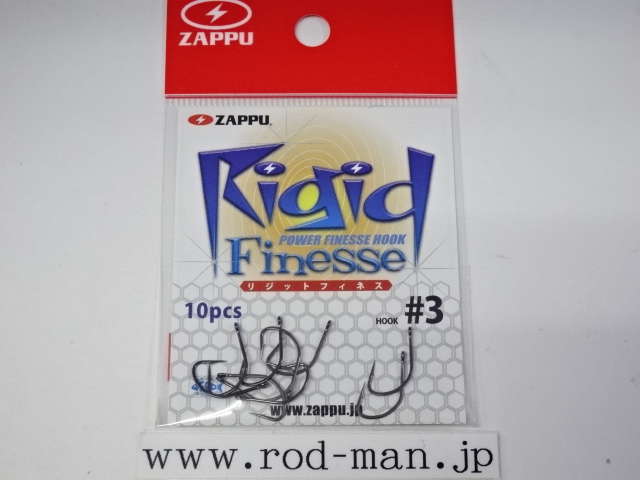 ZAPPU
ZAPPU.
Rigid
POWER FINESSE HOOK
Finesse
リジットフィネス
10pcs
HOOK #3
www.zappu.jp
www.rod-man.jp